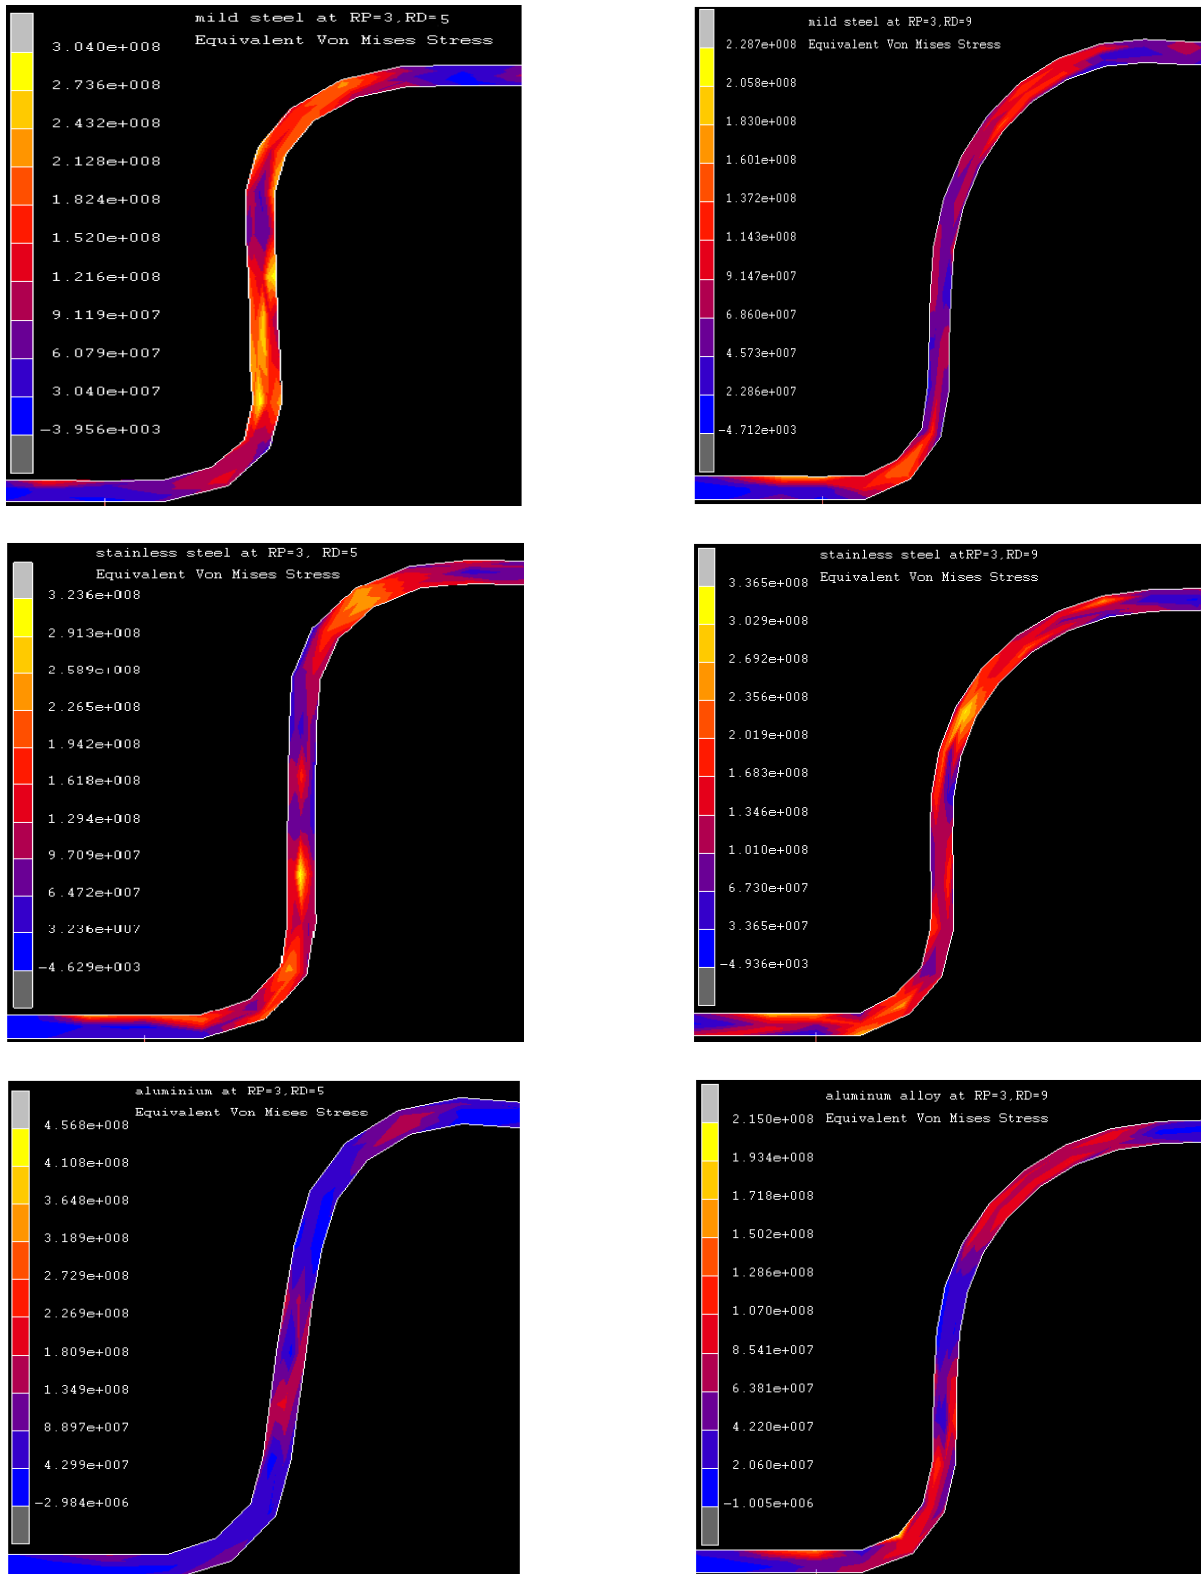 mild steel at RP=3,RD=5
Equivalent Von Mises Stress
3.040e+008
2.736e+008
2.432e+008
2.128e+008
1.824e+008
1.520e+008
1.216e+008
9.119e+007
6.079e+007
3.040e+007
-3.956e+003
mild steel at RP=3,RD=9
Equivalent Von Mises Stress
2.287e+008
2.058e+008
1.830e+008
1.601e+008
1.372e+008
1.143e+008
9.147e+007
6.860e+007
4.573e+007
2.286e+007
-4.712e+003
stainless steel at RP=3, RD=5
Equivalent Von Mises Stress
3.236e+008
2.913e+008
2.589e+008
2.265e+008
1.942e+008
1.618e+008
1.294e+008
9.709e+007
6.472e+007
3.236e+007
-4.629e+003
stainless steel atRP=3,RD=9
Equivalent Von Mises Stress
3.365e+008
3.029e+008
2.692e+008
2.356e+008
2.019e+008
1.683e+008
1.346e+008
1.010e+008
6.730e+007
3.365e+007
-4.936e+003
aluminium at RP=3,RD=5
Equivalent Von Mises Stress
4.568e+008
4.108e+008
3.648e+008
3.189e+008
2.729e+008
2.269e+008
1.809e+008
1.349e+008
8.897e+007
4.299e+007
-2.984e+006
aluminum alloy at RP=3,RD=9
Equivalent Von Mises Stress
2.150e+008
1.934e+008
1.718e+008
1.502e+008
1.286e+008
1.070e+008
8.541e+007
6.381e+007
4.220e+007
2.060e+007
-1.005e+006